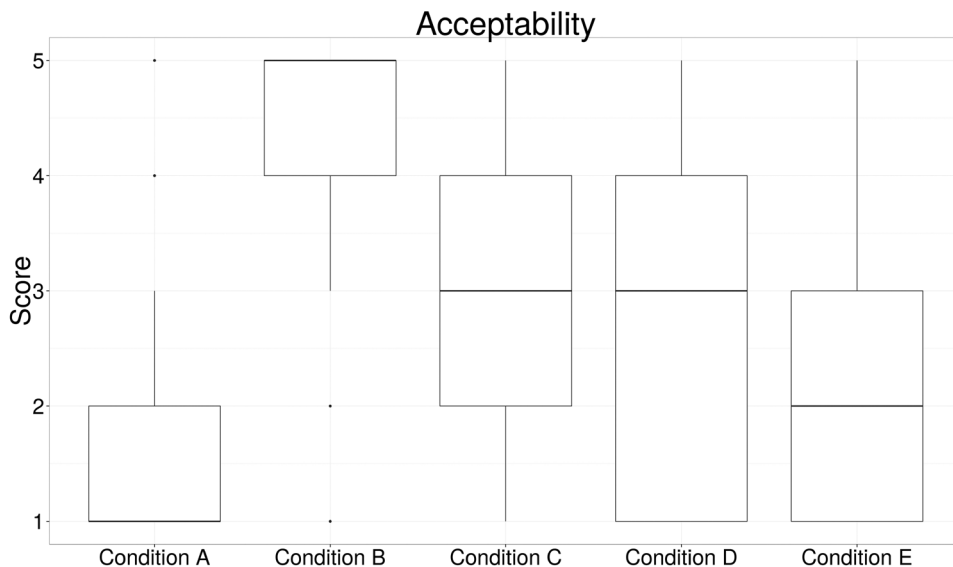 Acceptability
Score
5
4
3
2
1
Condition A
Condition B
Condition C
Condition D
Condition E